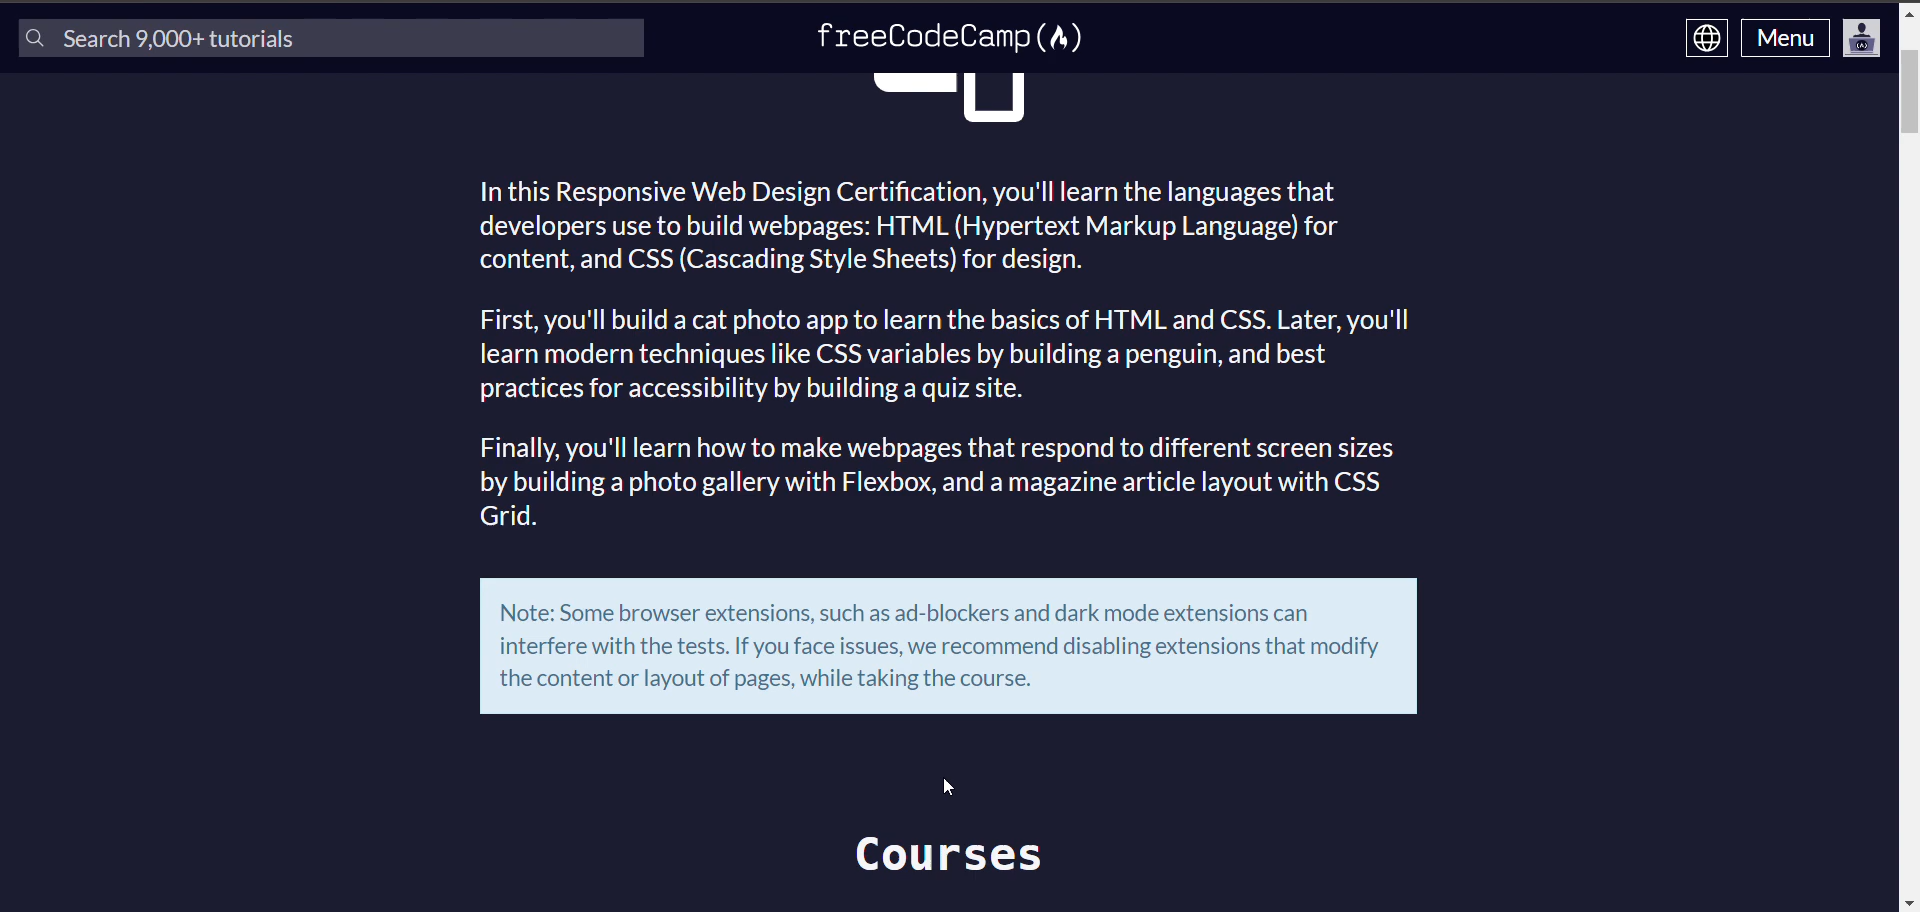 Search 9,000+ tutorials
freeCodeCamp(🔥)
Menu
(A)
In this Responsive Web Design Certification, you'll learn the languages that
developers use to build webpages: HTML (Hypertext Markup Language) for
content, and CSS (Cascading Style Sheets) for design.
First, you'll build a cat photo app to learn the basics of HTML and CSS. Later, you'll
learn modern techniques like CSS variables by building a penguin, and best
practices for accessibility by building a quiz site.
Finally, you'll learn how to make webpages that respond to different screen sizes
by building a photo gallery with Flexbox, and a magazine article layout with CSS
Grid.
Note: Some browser extensions, such as ad-blockers and dark mode extensions can
interfere with the tests. If you face issues, we recommend disabling extensions that modify
the content or layout of pages, while taking the course.
Courses